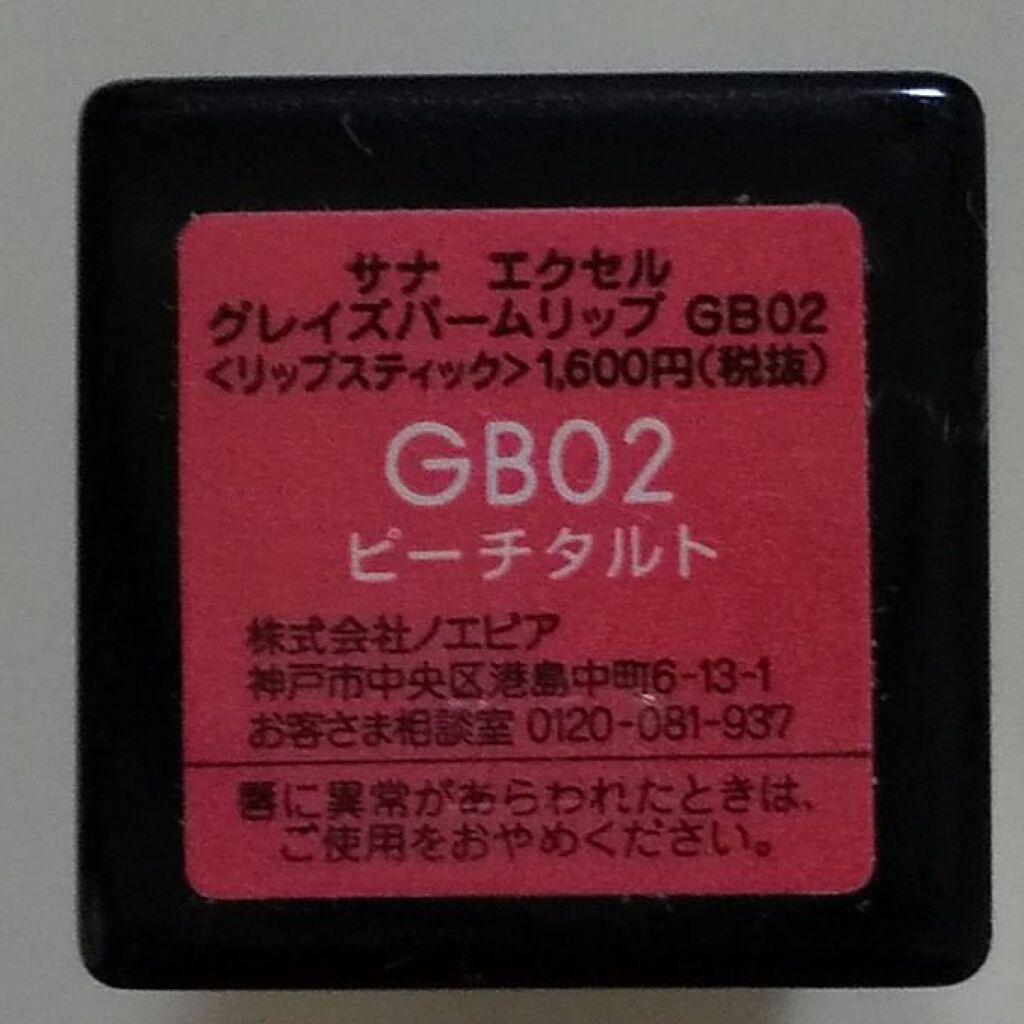 サナ エクセル
グレイズバームリップ GB02
<リップスティック>1,600円(税抜)
GB02
ピーチタルト
株式会社ノエビア
神戸市中央区港島中町6-13-1
お客さま相談室 0120-081-937
唇に異常があらわれたときは、
ご使用をおやめください。